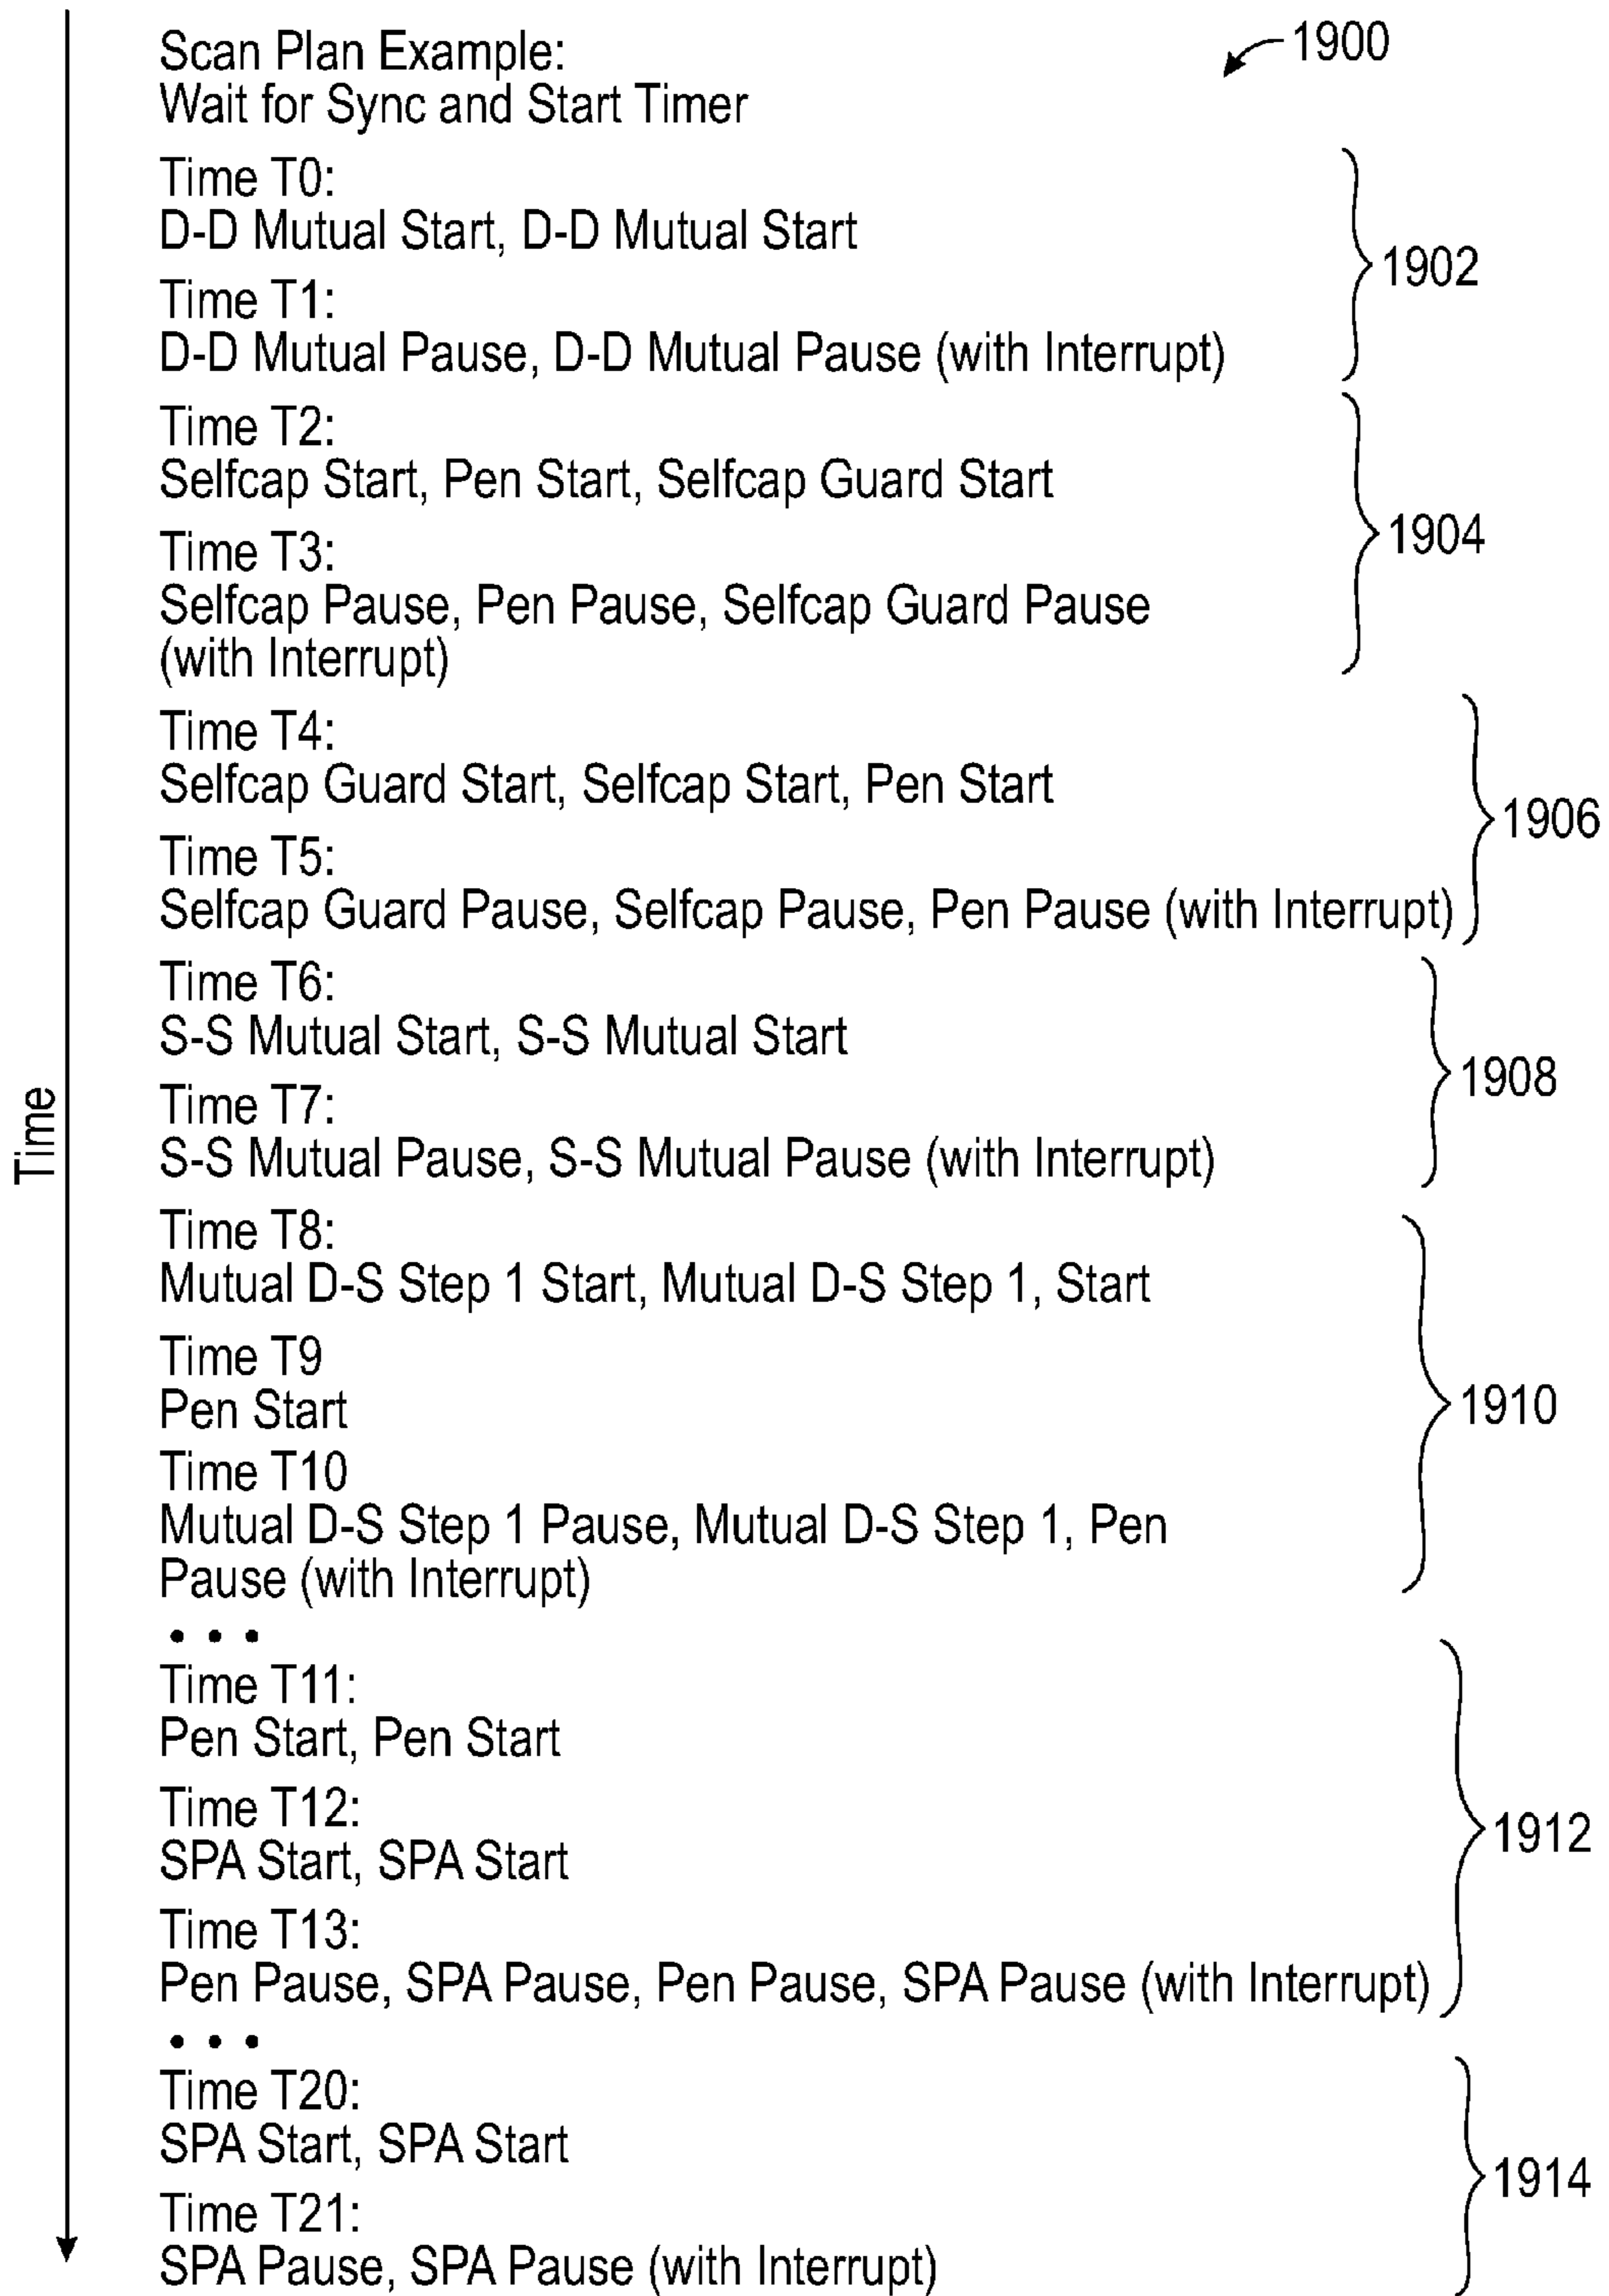 Scan Plan Example:
1900
Wait for Sync and Start Timer
Time T0:
D-D Mutual Start, D-D Mutual Start
1902
Time T1:
D-D Mutual Pause, D-D Mutual Pause (with Interrupt)
Time T2:
Selfcap Start, Pen Start, Selfcap Guard Start
1904
Time T3:
Selfcap Pause, Pen Pause, Selfcap Guard Pause
(with Interrupt)
Time T4:
Selfcap Guard Start, Selfcap Start, Pen Start
1906
Time T5:
Selfcap Guard Pause, Selfcap Pause, Pen Pause (with Interrupt)
Time T6:
S-S Mutual Start, S-S Mutual Start
1908
Time T7:
S-S Mutual Pause, S-S Mutual Pause (with Interrupt)
Time
Time T8:
Mutual D-S Step 1 Start, Mutual D-S Step 1, Start
Time T9
Pen Start
1910
Time T10
Mutual D-S Step 1 Pause, Mutual D-S Step 1, Pen
Pause (with Interrupt)
• • •
Time T11:
Pen Start, Pen Start
Time T12:
SPA Start, SPA Start
1912
Time T13:
Pen Pause, SPA Pause, Pen Pause, SPA Pause (with Interrupt)
• • •
Time T20:
SPA Start, SPA Start
1914
Time T21:
SPA Pause, SPA Pause (with Interrupt)